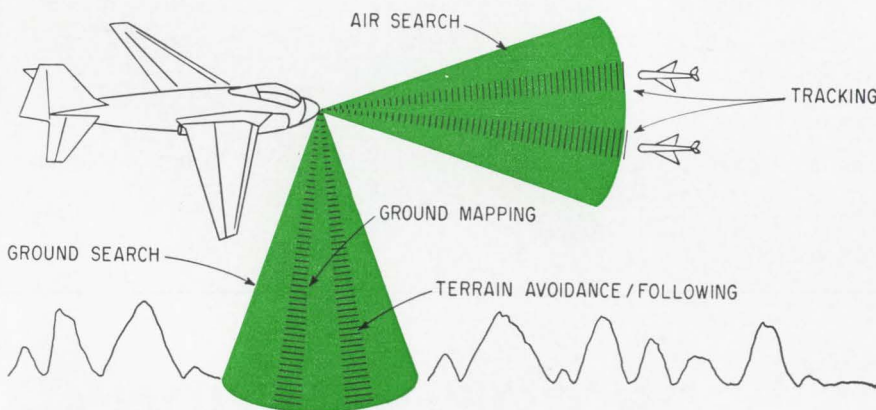 AIR SEARCH
TRACKING
GROUND MAPPING
GROUND SEARCH
TERRAIN AVOIDANCE/FOLLOWING